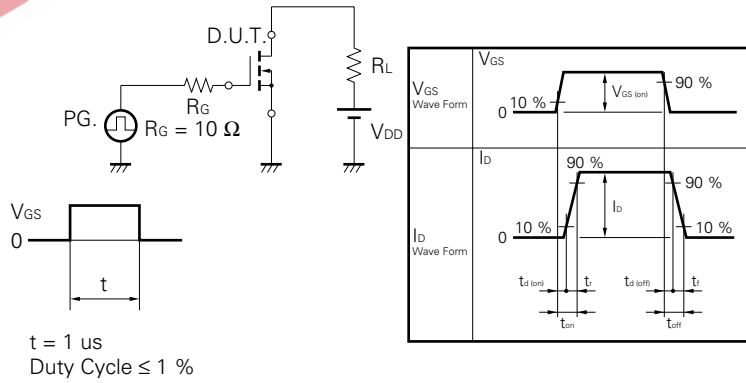 D.U.T.
RL
RG
PG.
RG = 10 Ω
VDD
VGS
0
t
t = 1 us
Duty Cycle ≤ 1 %
VGS
Wave Form
VGS
10 %
VGS (on)
90 %
0
ID
Wave Form
ID
90 %
90 %
10 %
ID
10 %
0
td (on)
tr
td (off)
tf
ton
toff